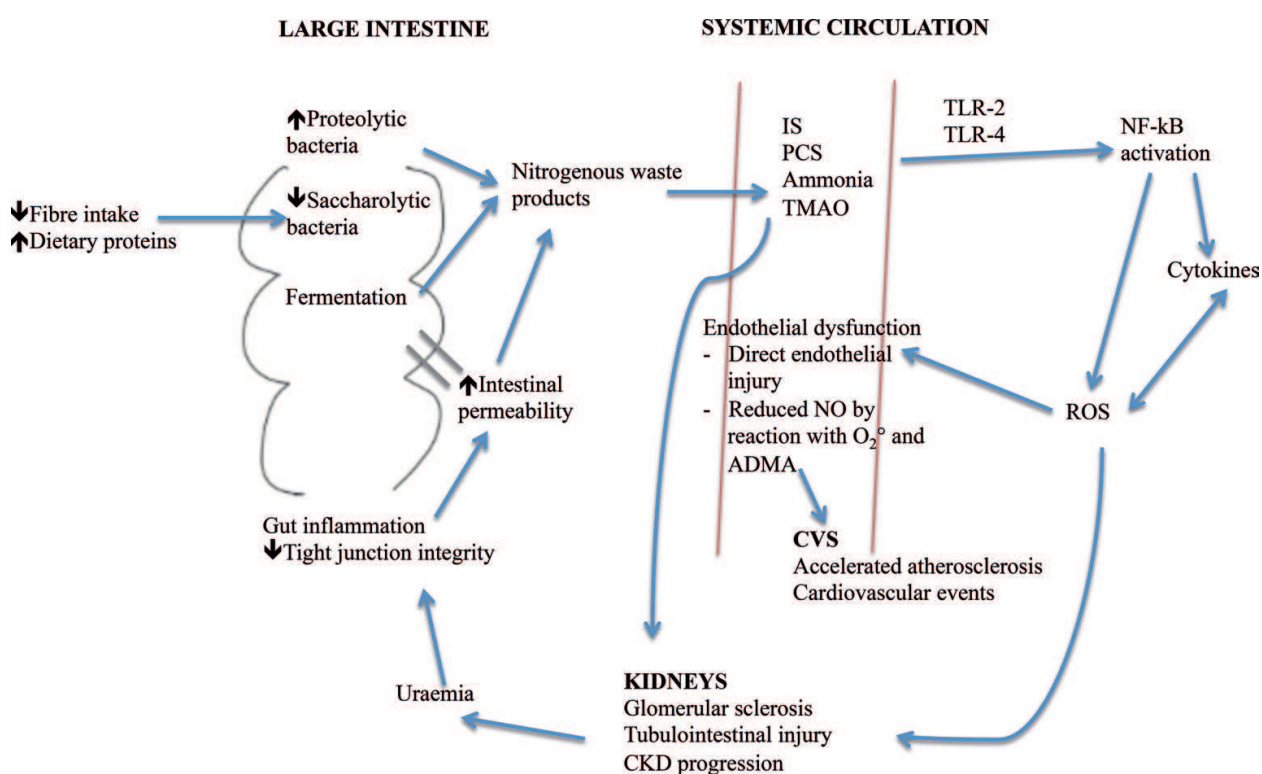 LARGE INTESTINE
SYSTEMIC CIRCULATION
↑Proteolytic
bacteria
↓Saccharolytic
bacteria
↓Fibre intake
↑Dietary proteins
Fermentation
Nitrogenous waste
products
↑Intestinal
permeability
Gut inflammation
↓Tight junction integrity
Uraemia
IS
PCS
Ammonia
TMAO
TLR-2
TLR-4
NF-kB
activation
Cytokines
ROS
Endothelial dysfunction
- Direct endothelial
injury
- Reduced NO by
reaction with O₂° and
ADMA
CVS
Accelerated atherosclerosis
Cardiovascular events
KIDNEYS
Glomerular sclerosis
Tubulointestinal injury
CKD progression